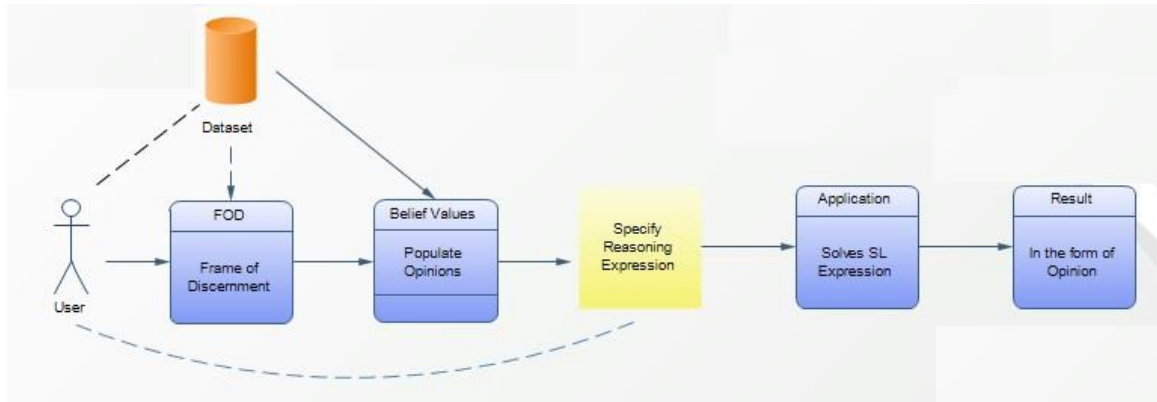 Dataset
User
FOD
Frame of
Discernment
Belief Values
Populate
Opinions
Specify
Reasoning
Expression
Application
Solves SL
Expression
Result
In the form of
Opinion